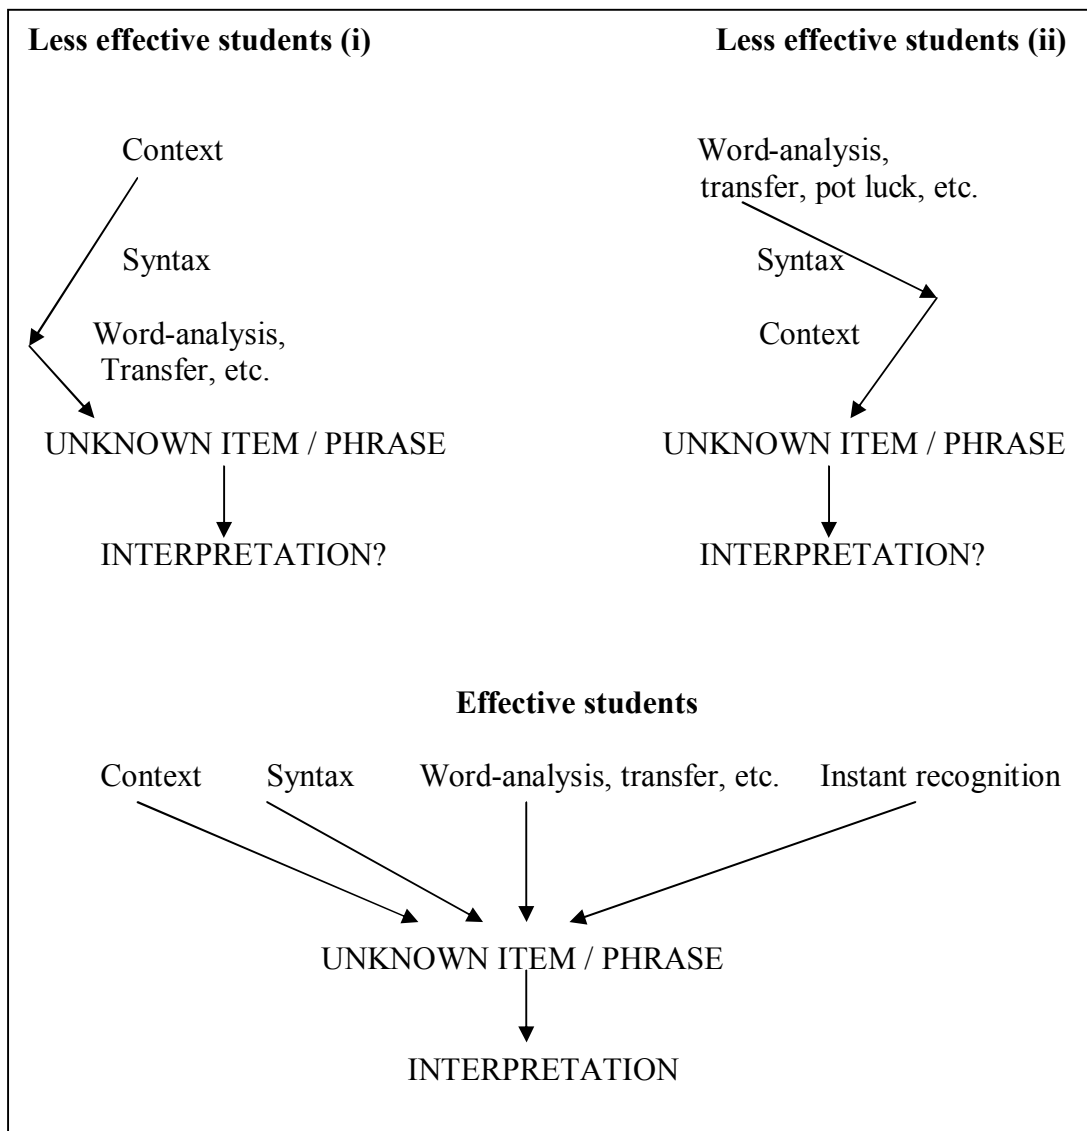 Less effective students (i)
Less effective students (ii)
Context
Syntax
Word-analysis,
Transfer, etc.
UNKNOWN ITEM / PHRASE
INTERPRETATION?
Word-analysis,
transfer, pot luck, etc.
Syntax
Context
UNKNOWN ITEM / PHRASE
INTERPRETATION?
Effective students
Context Syntax Word-analysis, transfer, etc. Instant recognition
UNKNOWN ITEM / PHRASE
INTERPRETATION